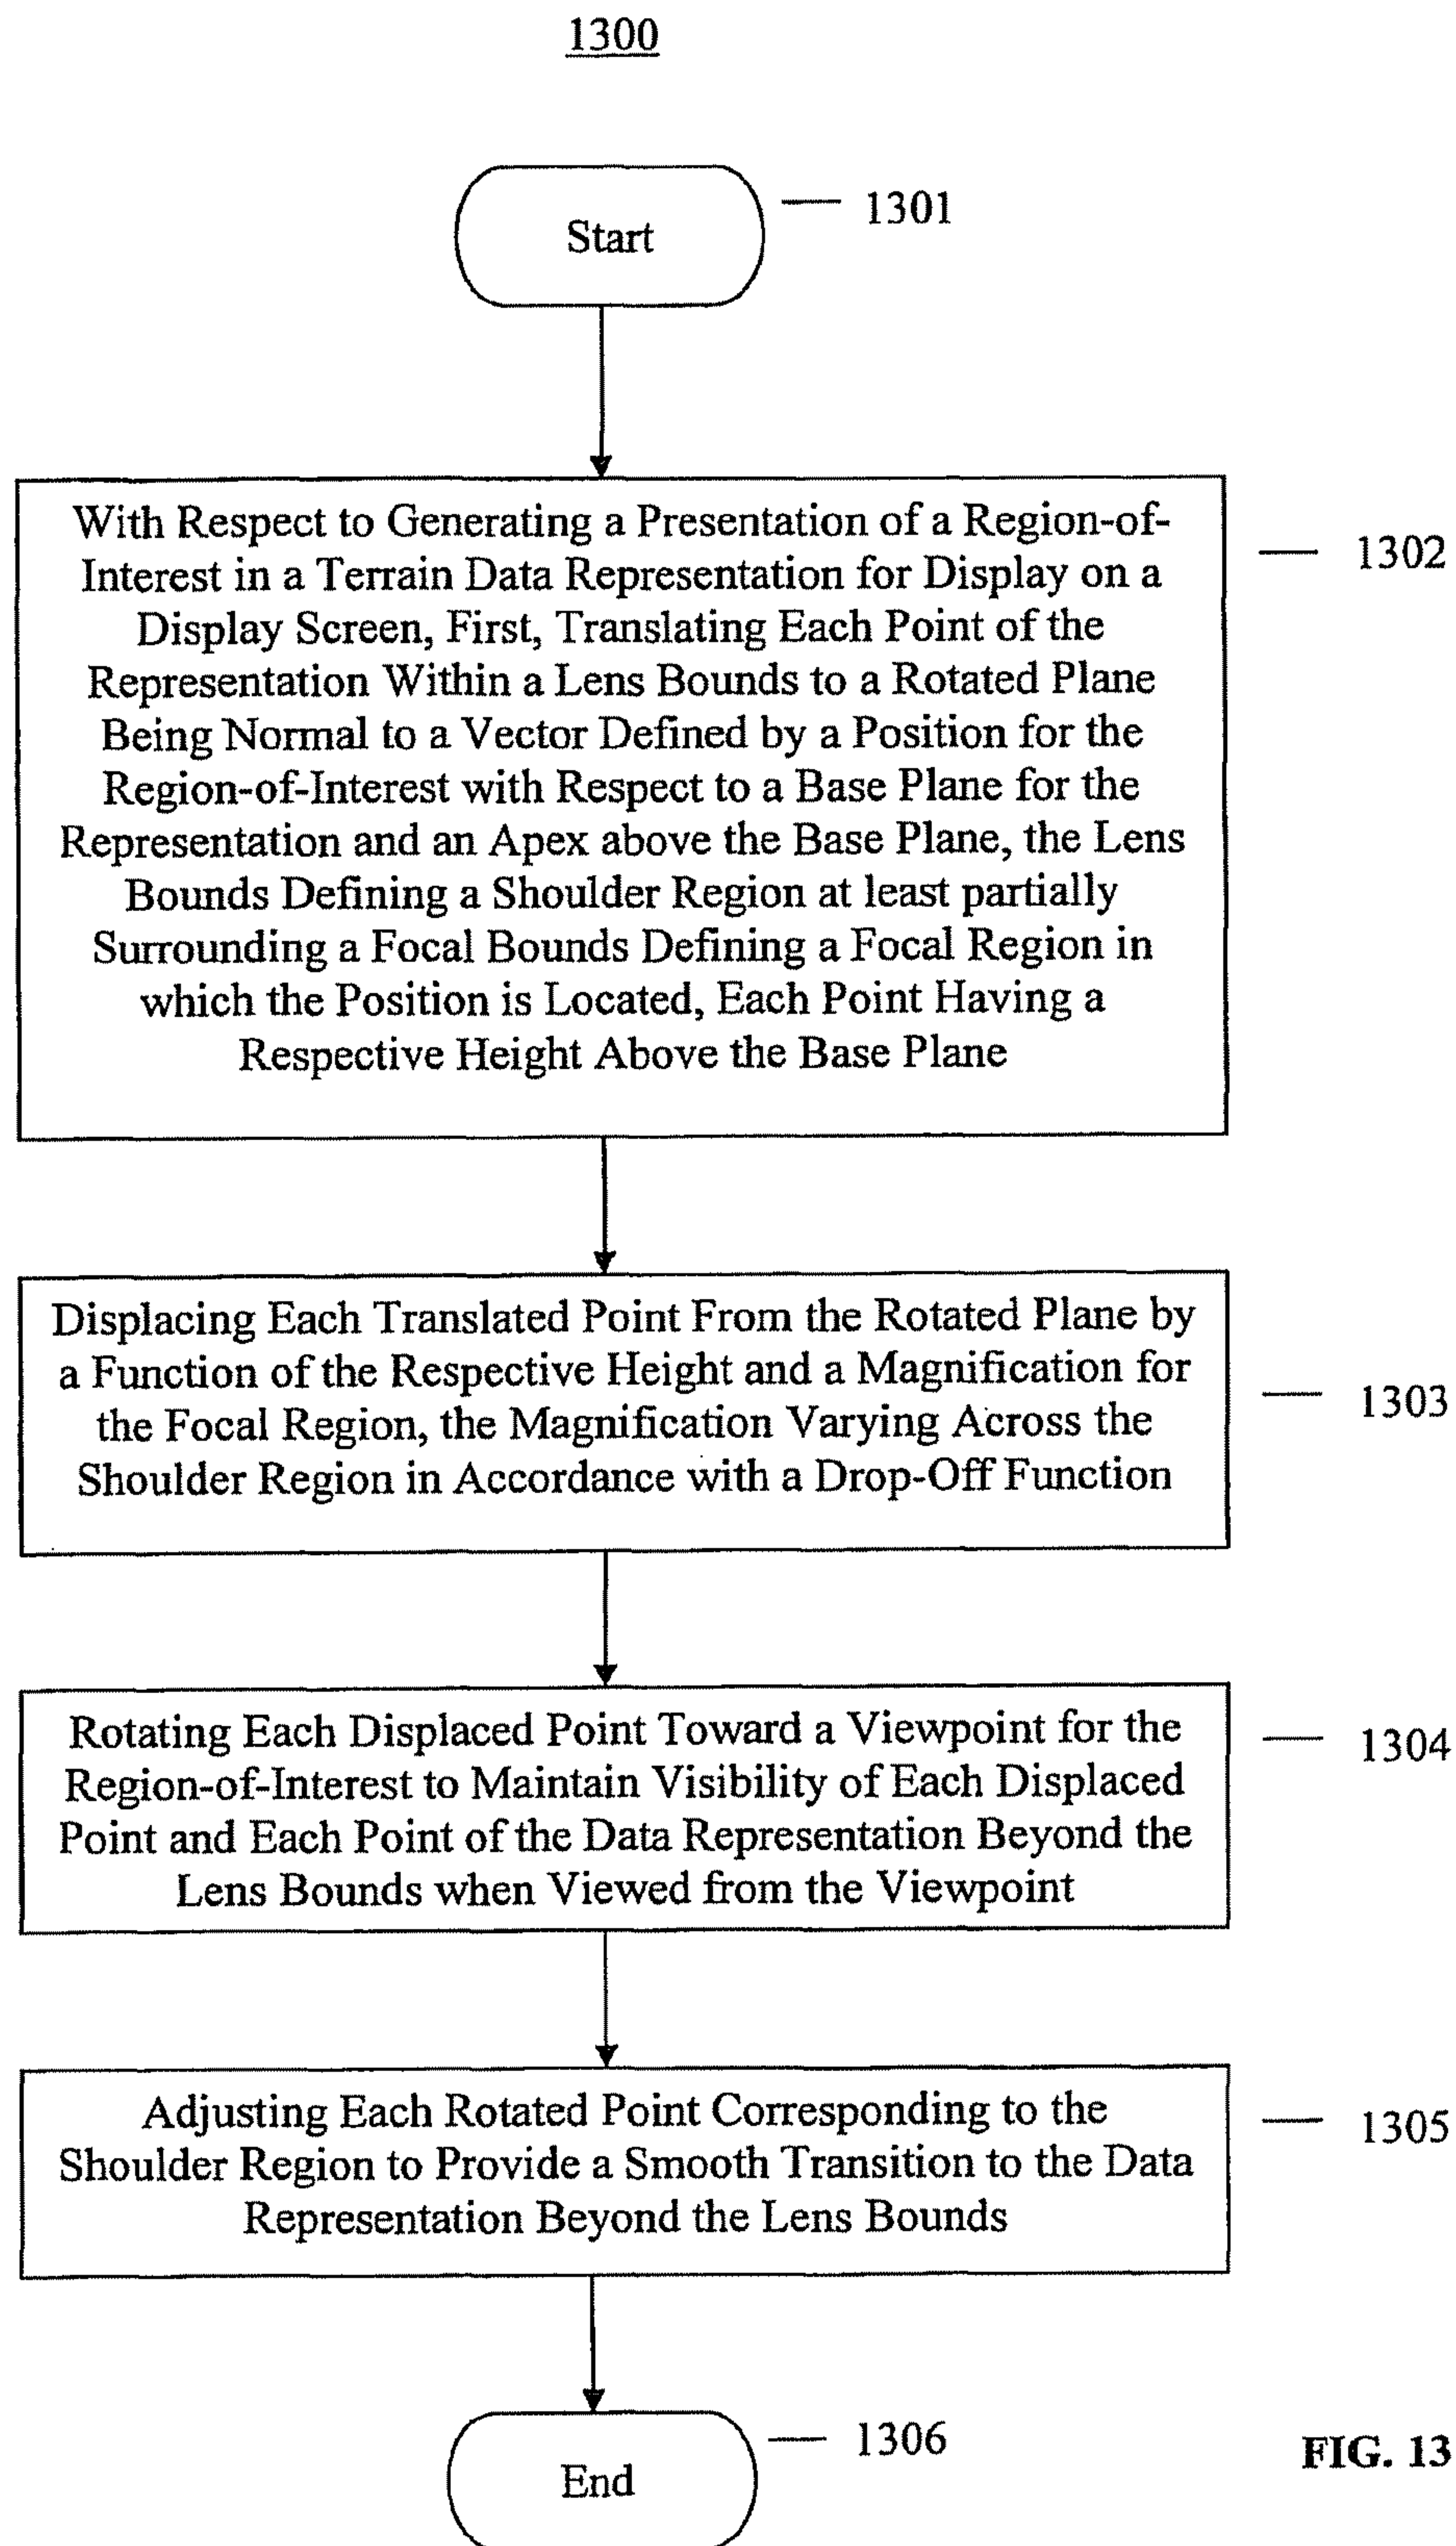 1300
Start
1301
With Respect to Generating a Presentation of a Region-of-
Interest in a Terrain Data Representation for Display on a
Display Screen, First, Translating Each Point of the
Representation Within a Lens Bounds to a Rotated Plane
Being Normal to a Vector Defined by a Position for the
Region-of-Interest with Respect to a Base Plane for the
Representation and an Apex above the Base Plane, the Lens
Bounds Defining a Shoulder Region at least partially
Surrounding a Focal Bounds Defining a Focal Region in
which the Position is Located, Each Point Having a
Respective Height Above the Base Plane
1302
Displacing Each Translated Point From the Rotated Plane by
a Function of the Respective Height and a Magnification for
the Focal Region, the Magnification Varying Across the
Shoulder Region in Accordance with a Drop-Off Function
1303
Rotating Each Displaced Point Toward a Viewpoint for the
Region-of-Interest to Maintain Visibility of Each Displaced
Point and Each Point of the Data Representation Beyond the
Lens Bounds when Viewed from the Viewpoint
1304
Adjusting Each Rotated Point Corresponding to the
Shoulder Region to Provide a Smooth Transition to the Data
Representation Beyond the Lens Bounds
1305
End
1306
FIG. 13